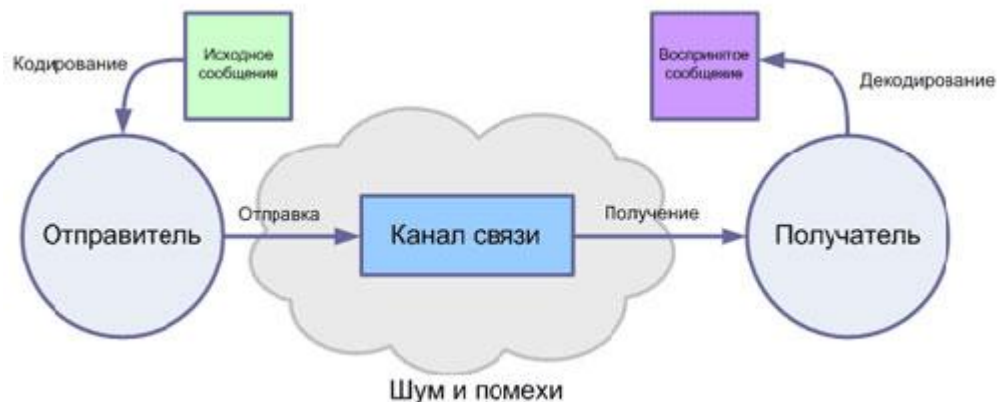 Кодирование
Исходное
сообщение
Воспринятое
сообщение
Декодирование
Отправитель
Отправка
Канал связи
Получение
Получатель
Шум и помехи